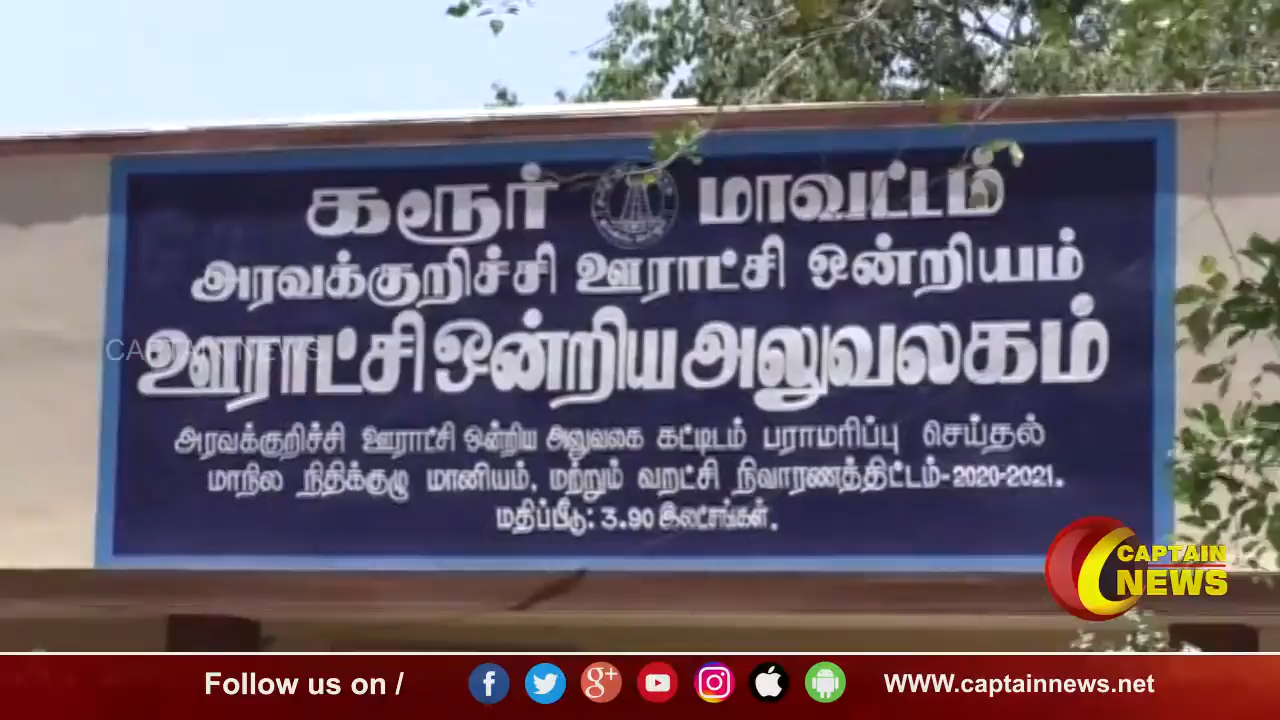 கரூர் மாவட்டம்
அரவக்குறிச்சி ஊராட்சி ஒன்றியம்
ஊராட்சி ஒன்றிய அலுவலகம்
அரவக்குறிச்சி ஊராட்சி ஒன்றிய அலுவலக கட்டிடம் பராமரிப்பு செய்தல்
மாநில நிதிக்குழு மானியம், மற்றும் வறட்சி நிவாரணத்திட்டம்-2020-2021.
மதிப்பீடு: 3.90 இலட்சங்கள்.
CAPTAIN NEWS
CAPTAIN
NEWS
Follow us on / WWW.captainnews.net